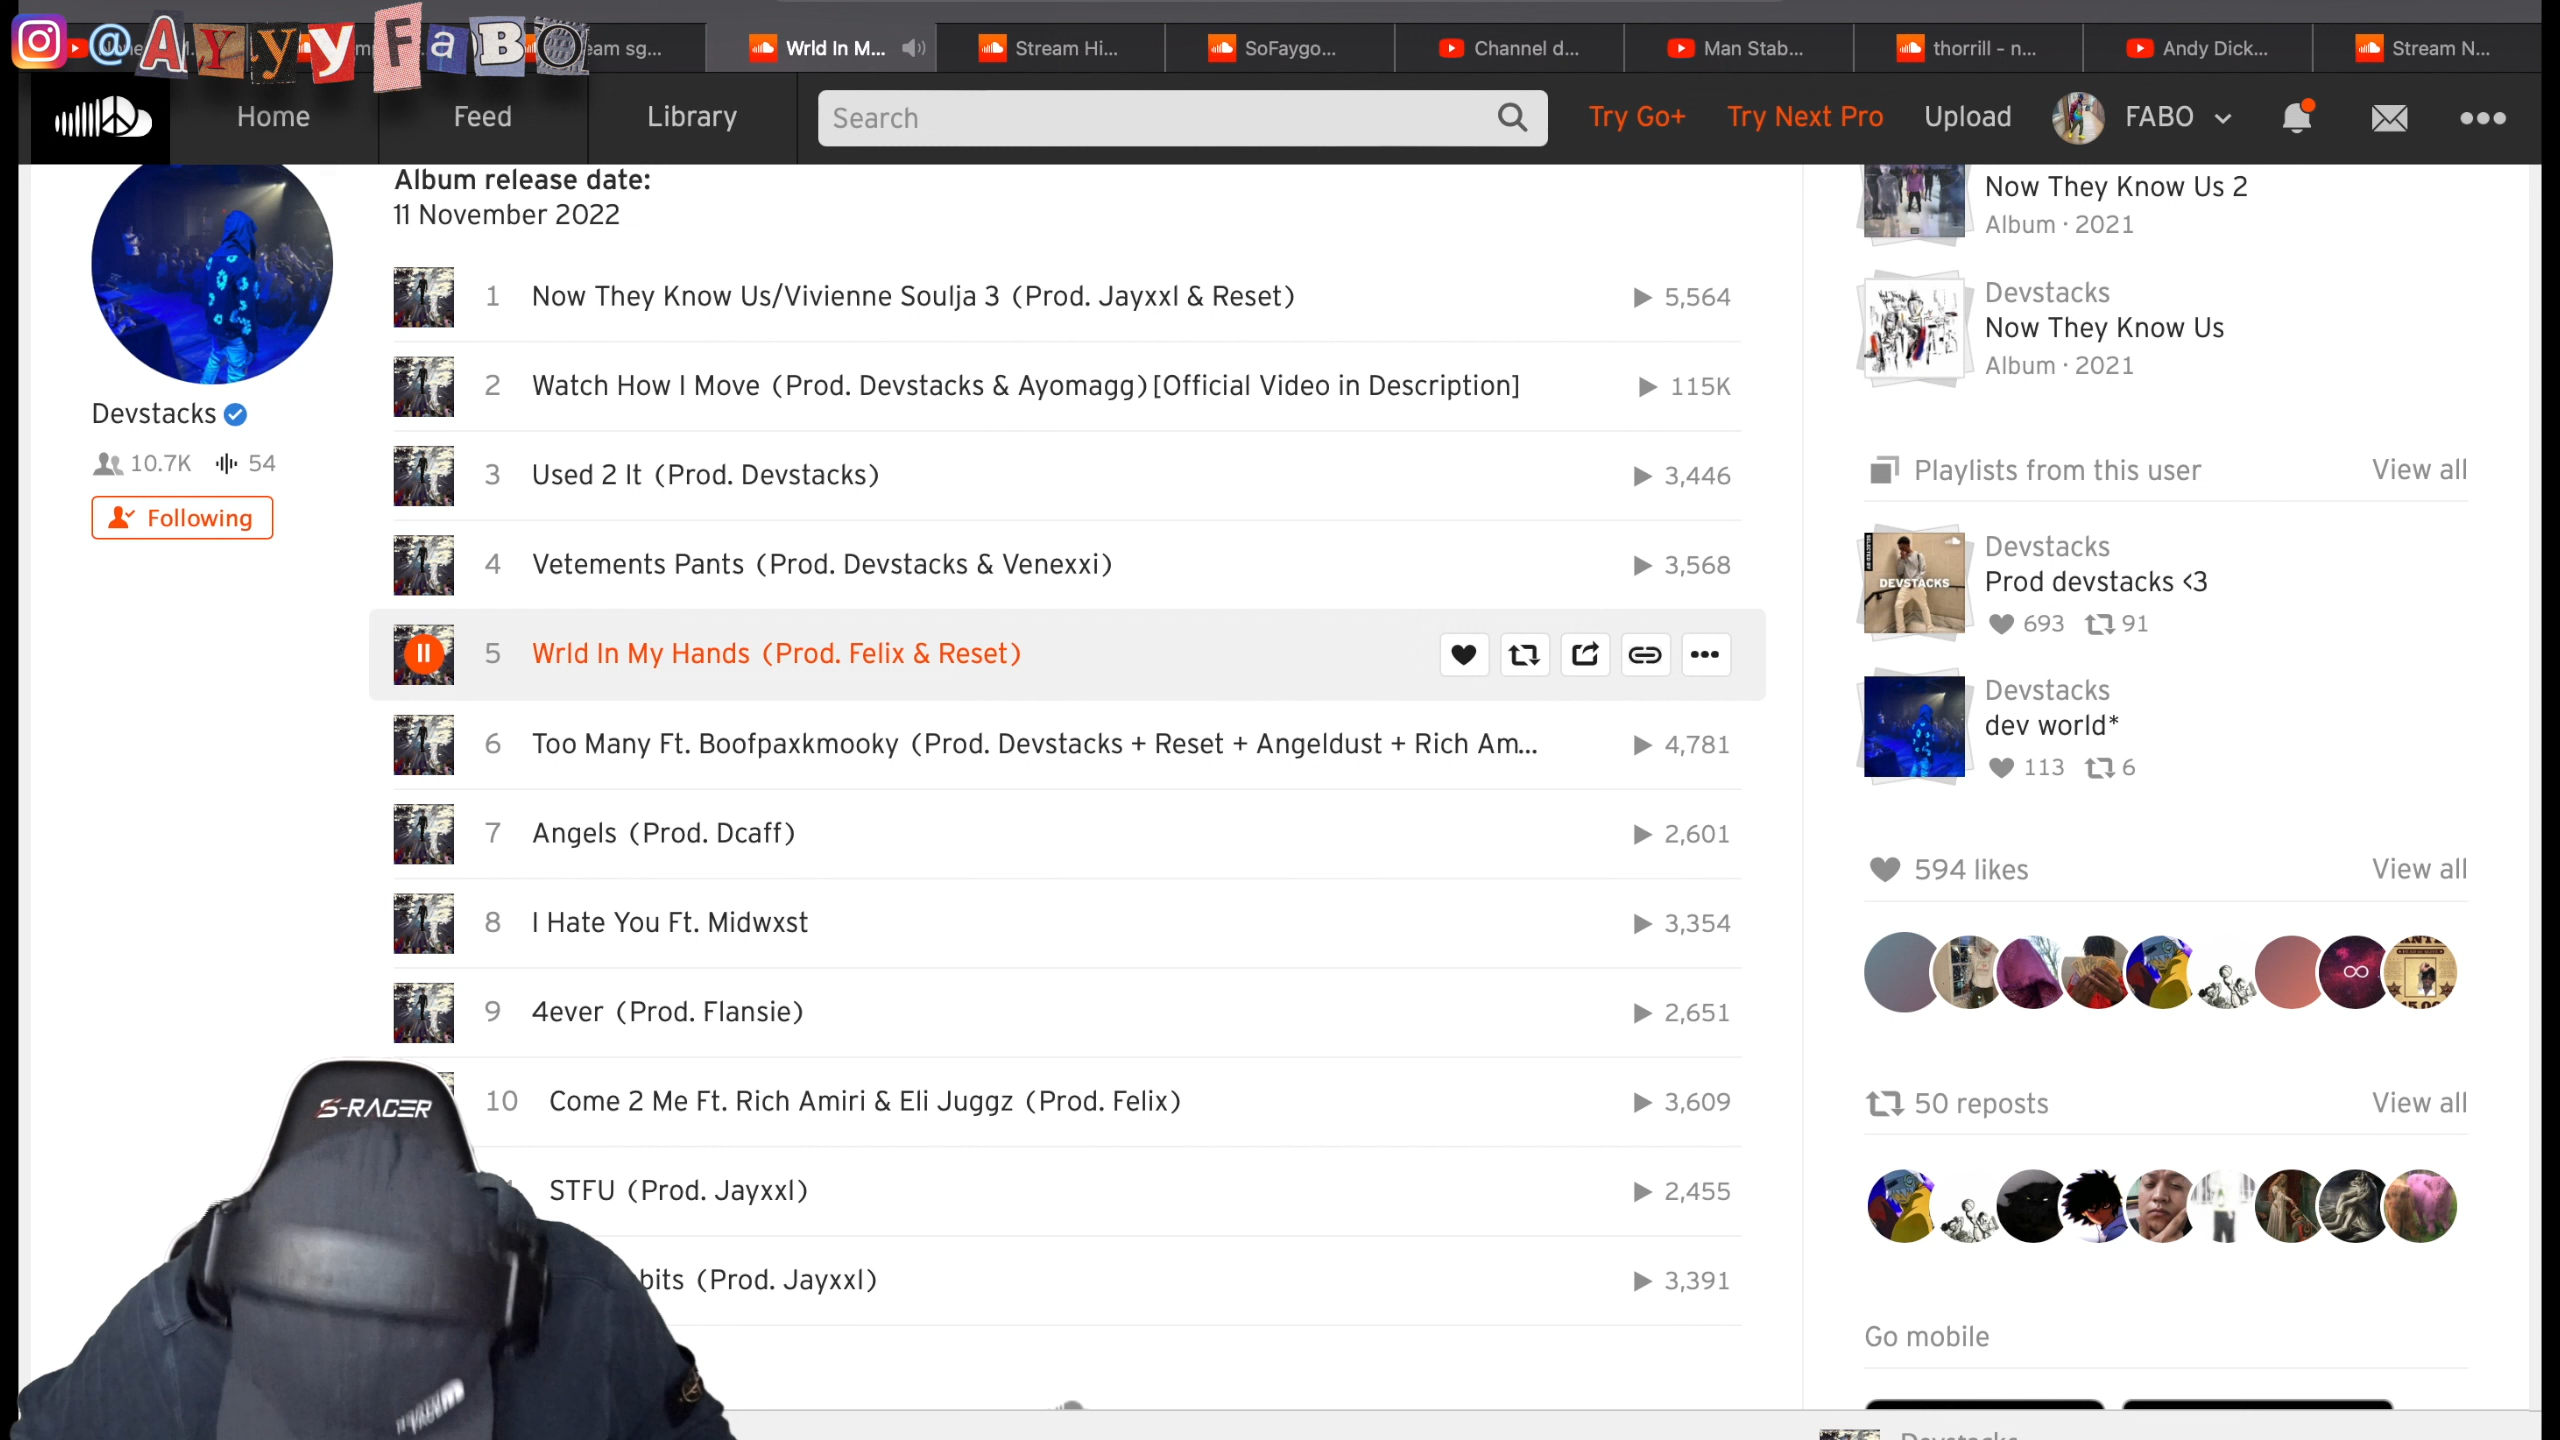 @AyyyFaBO
eam sg...
Wrld In M...
Stream Hi...
SoFaygo...
Channel d...
Man Stab...
thorrill - n...
Andy Dick...
Stream N...
Home
Feed
Library
Search
Try Go+
Try Next Pro
Upload
FABO
Album release date:
11 November 2022
Devstacks
10.7K 54
Following
1 Now They Know Us/Vivienne Soulja 3 (Prod. Jayxxl & Reset) 5,564
2 Watch How I Move (Prod. Devstacks & Ayomagg)[Official Video in Description] 115K
3 Used 2 It (Prod. Devstacks) 3,446
4 Vetements Pants (Prod. Devstacks & Venexxi) 3,568
5 Wrld In My Hands (Prod. Felix & Reset)
6 Too Many Ft. Boofpaxkmooky (Prod. Devstacks + Reset + Angeldust + Rich Am... 4,781
7 Angels (Prod. Dcaff) 2,601
8 I Hate You Ft. Midwxst 3,354
9 4ever (Prod. Flansie) 2,651
10 Come 2 Me Ft. Rich Amiri & Eli Juggz (Prod. Felix) 3,609
STFU (Prod. Jayxxl) 2,455
bits (Prod. Jayxxl) 3,391
S-RACER
Now They Know Us 2
Album · 2021
Devstacks
Now They Know Us
Album · 2021
Playlists from this user View all
DEVSTACKS
Devstacks
Prod devstacks <3
693 91
Devstacks
dev world*
113 6
594 likes View all
50 reposts View all
Go mobile
Devstacks